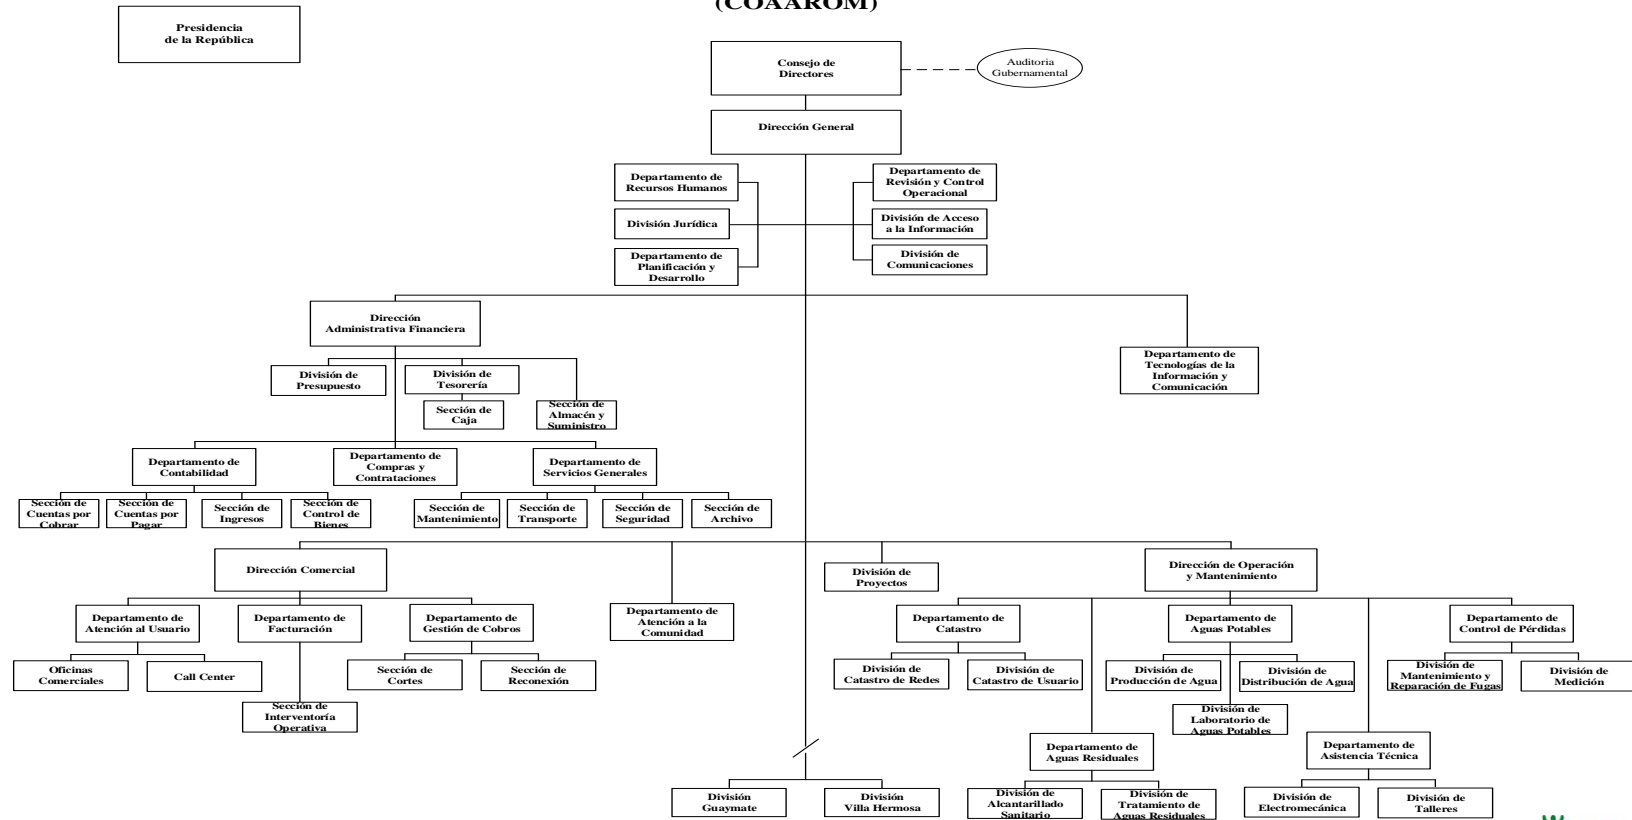 (COAAROM)
Presidencia
de la República
Consejo de
Directores
Auditoria
Gubernamental
Dirección General
Departamento de
Recursos Humanos
Departamento de
Revisión y Control
Operacional
División Jurídica
División de Acceso
a la Información
Departamento de
Planificación y
Desarrollo
División de
Comunicaciones
Dirección
Administrativa Financiera
Departamento de
Tecnologías de la
Información y
Comunicación
División de
Presupuesto
División de
Tesorería
Sección de
Caja
Sección de
Almacén y
Suministro
Departamento de
Contabilidad
Departamento de
Compras y
Contrataciones
Departamento de
Servicios Generales
Sección de
Cuentas por
Cobrar
Sección de
Cuentas por
Pagar
Sección de
Ingresos
Sección de
Control de
Bienes
Sección de
Mantenimiento
Sección de
Transporte
Sección de
Seguridad
Sección de
Archivo
Dirección Comercial
División de
Proyectos
Dirección de Operación
y Mantenimiento
Departamento de
Atención al Usuario
Departamento de
Facturación
Departamento de
Gestión de Cobros
Departamento de
Atención a la
Comunidad
Departamento de
Catastro
Departamento de
Aguas Potables
Departamento de
Control de Pérdidas
Oficinas
Comerciales
Call Center
Sección de
Cortes
Sección de
Reconexión
División de
Catastro de Redes
División de
Catastro de Usuario
División de
Producción de Agua
División de
Distribución de Agua
División de
Mantenimiento y
Reparación de Fugas
División de
Medición
Sección de
Interventoría
Operativa
División de
Laboratorio de
Aguas Potables
Departamento de
Aguas Residuales
Departamento de
Asistencia Técnica
División
Guaymate
División
Villa Hermosa
División de
Alcantarillado
Sanitario
División de
Tratamiento de
Aguas Residuales
División de
Electromecánica
División de
Talleres